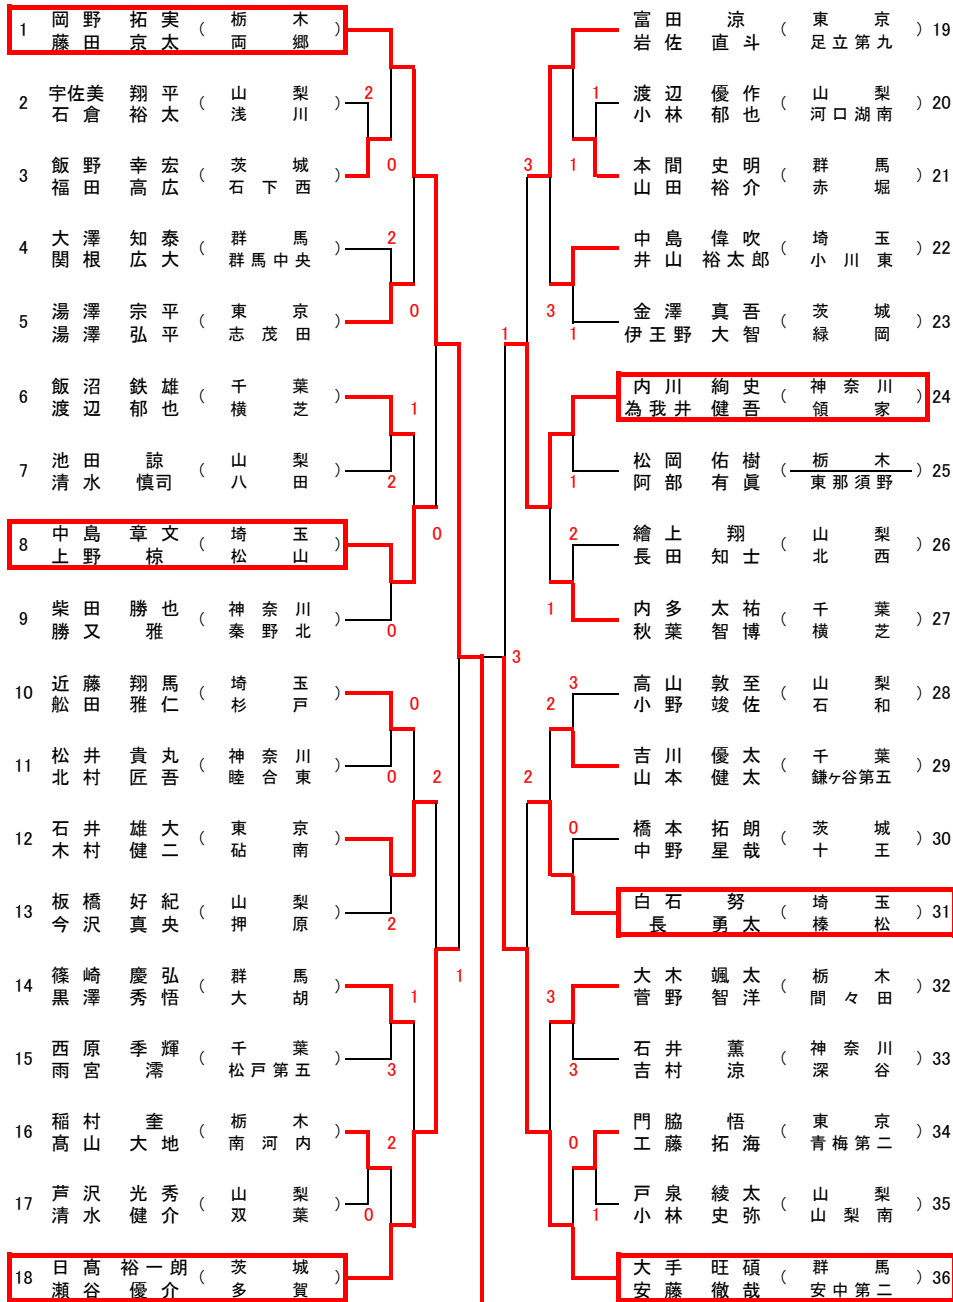 1 岡野 拓実 ( 栃木 )
藤田 京太 両郷
2 宇佐美 翔平 ( 山梨 )
石倉 裕太 浅川
3 飯野 幸宏 ( 茨城 )
福田 高広 石下西
4 大澤 知泰 ( 群馬 )
関根 広大 群馬中央
5 湯澤 宗平 ( 東京 )
湯澤 弘平 志茂田
6 飯沼 鉄雄 ( 千葉 )
渡辺 郁也 横芝
7 池田 諒 ( 山梨 )
清水 慎司 八田
8 中島 章文 ( 埼玉 )
上野 椋 松山
9 柴田 勝也 ( 神奈川 )
勝又 雅 秦野北
10 近藤 翔馬 ( 埼玉 )
舩田 雅仁 杉戸
11 松井 貴丸 ( 神奈川 )
北村 匠吾 睦合東
12 石井 雄大 ( 東京 )
木村 健二 砧南
13 板橋 好紀 ( 山梨 )
今沢 真央 押原
14 篠崎 慶弘 ( 群馬 )
黒澤 秀悟 大胡
15 西原 季輝 ( 千葉 )
雨宮 澪 松戸第五
16 稲村 奎 ( 栃木 )
髙山 大地 南河内
17 芦沢 光秀 ( 山梨 )
清水 健介 双葉
18 日髙 裕一朗 ( 茨城 )
瀬谷 優介 多賀
2
0
2
0
1
2
0
0
0
0
2
2
1
1
3
2
0
富田 涼 ( 東京 ) 19
岩佐 直斗 足立第九
渡辺 優作 ( 山梨 ) 20
小林 郁也 河口湖南
本間 史明 ( 群馬 ) 21
山田 裕介 赤堀
中島 偉吹 ( 埼玉 ) 22
井山 裕太郎 小川東
金澤 真吾 ( 茨城 ) 23
伊王野 大智 緑岡
内川 絢史 ( 神奈川 ) 24
為我井 健吾 領家
松岡 佑樹 ( 栃木 ) 25
阿部 有眞 東那須野
繪上 翔 ( 山梨 ) 26
長田 知士 北西
内多 太祐 ( 千葉 ) 27
秋葉 智博 横芝
高山 敦至 ( 山梨 ) 28
小野 竣佐 石和
吉川 優太 ( 千葉 ) 29
山本 健太 鎌ヶ谷第五
橋本 拓朗 ( 茨城 ) 30
中野 星哉 十王
白石 努 ( 埼玉 ) 31
長 勇太 榛松
大木 颯太 ( 栃木 ) 32
菅野 智洋 間々田
石井 薫 ( 神奈川 ) 33
吉村 涼 深谷
門脇 悟 ( 東京 ) 34
工藤 拓海 青梅第二
戸泉 綾太 ( 山梨 ) 35
小林 史弥 山梨南
大手 旺碩 ( 群馬 ) 36
安藤 徹哉 安中第二
1
3
1
3
1
1
1
2
1
3
3
2
2
0
3
3
0
1